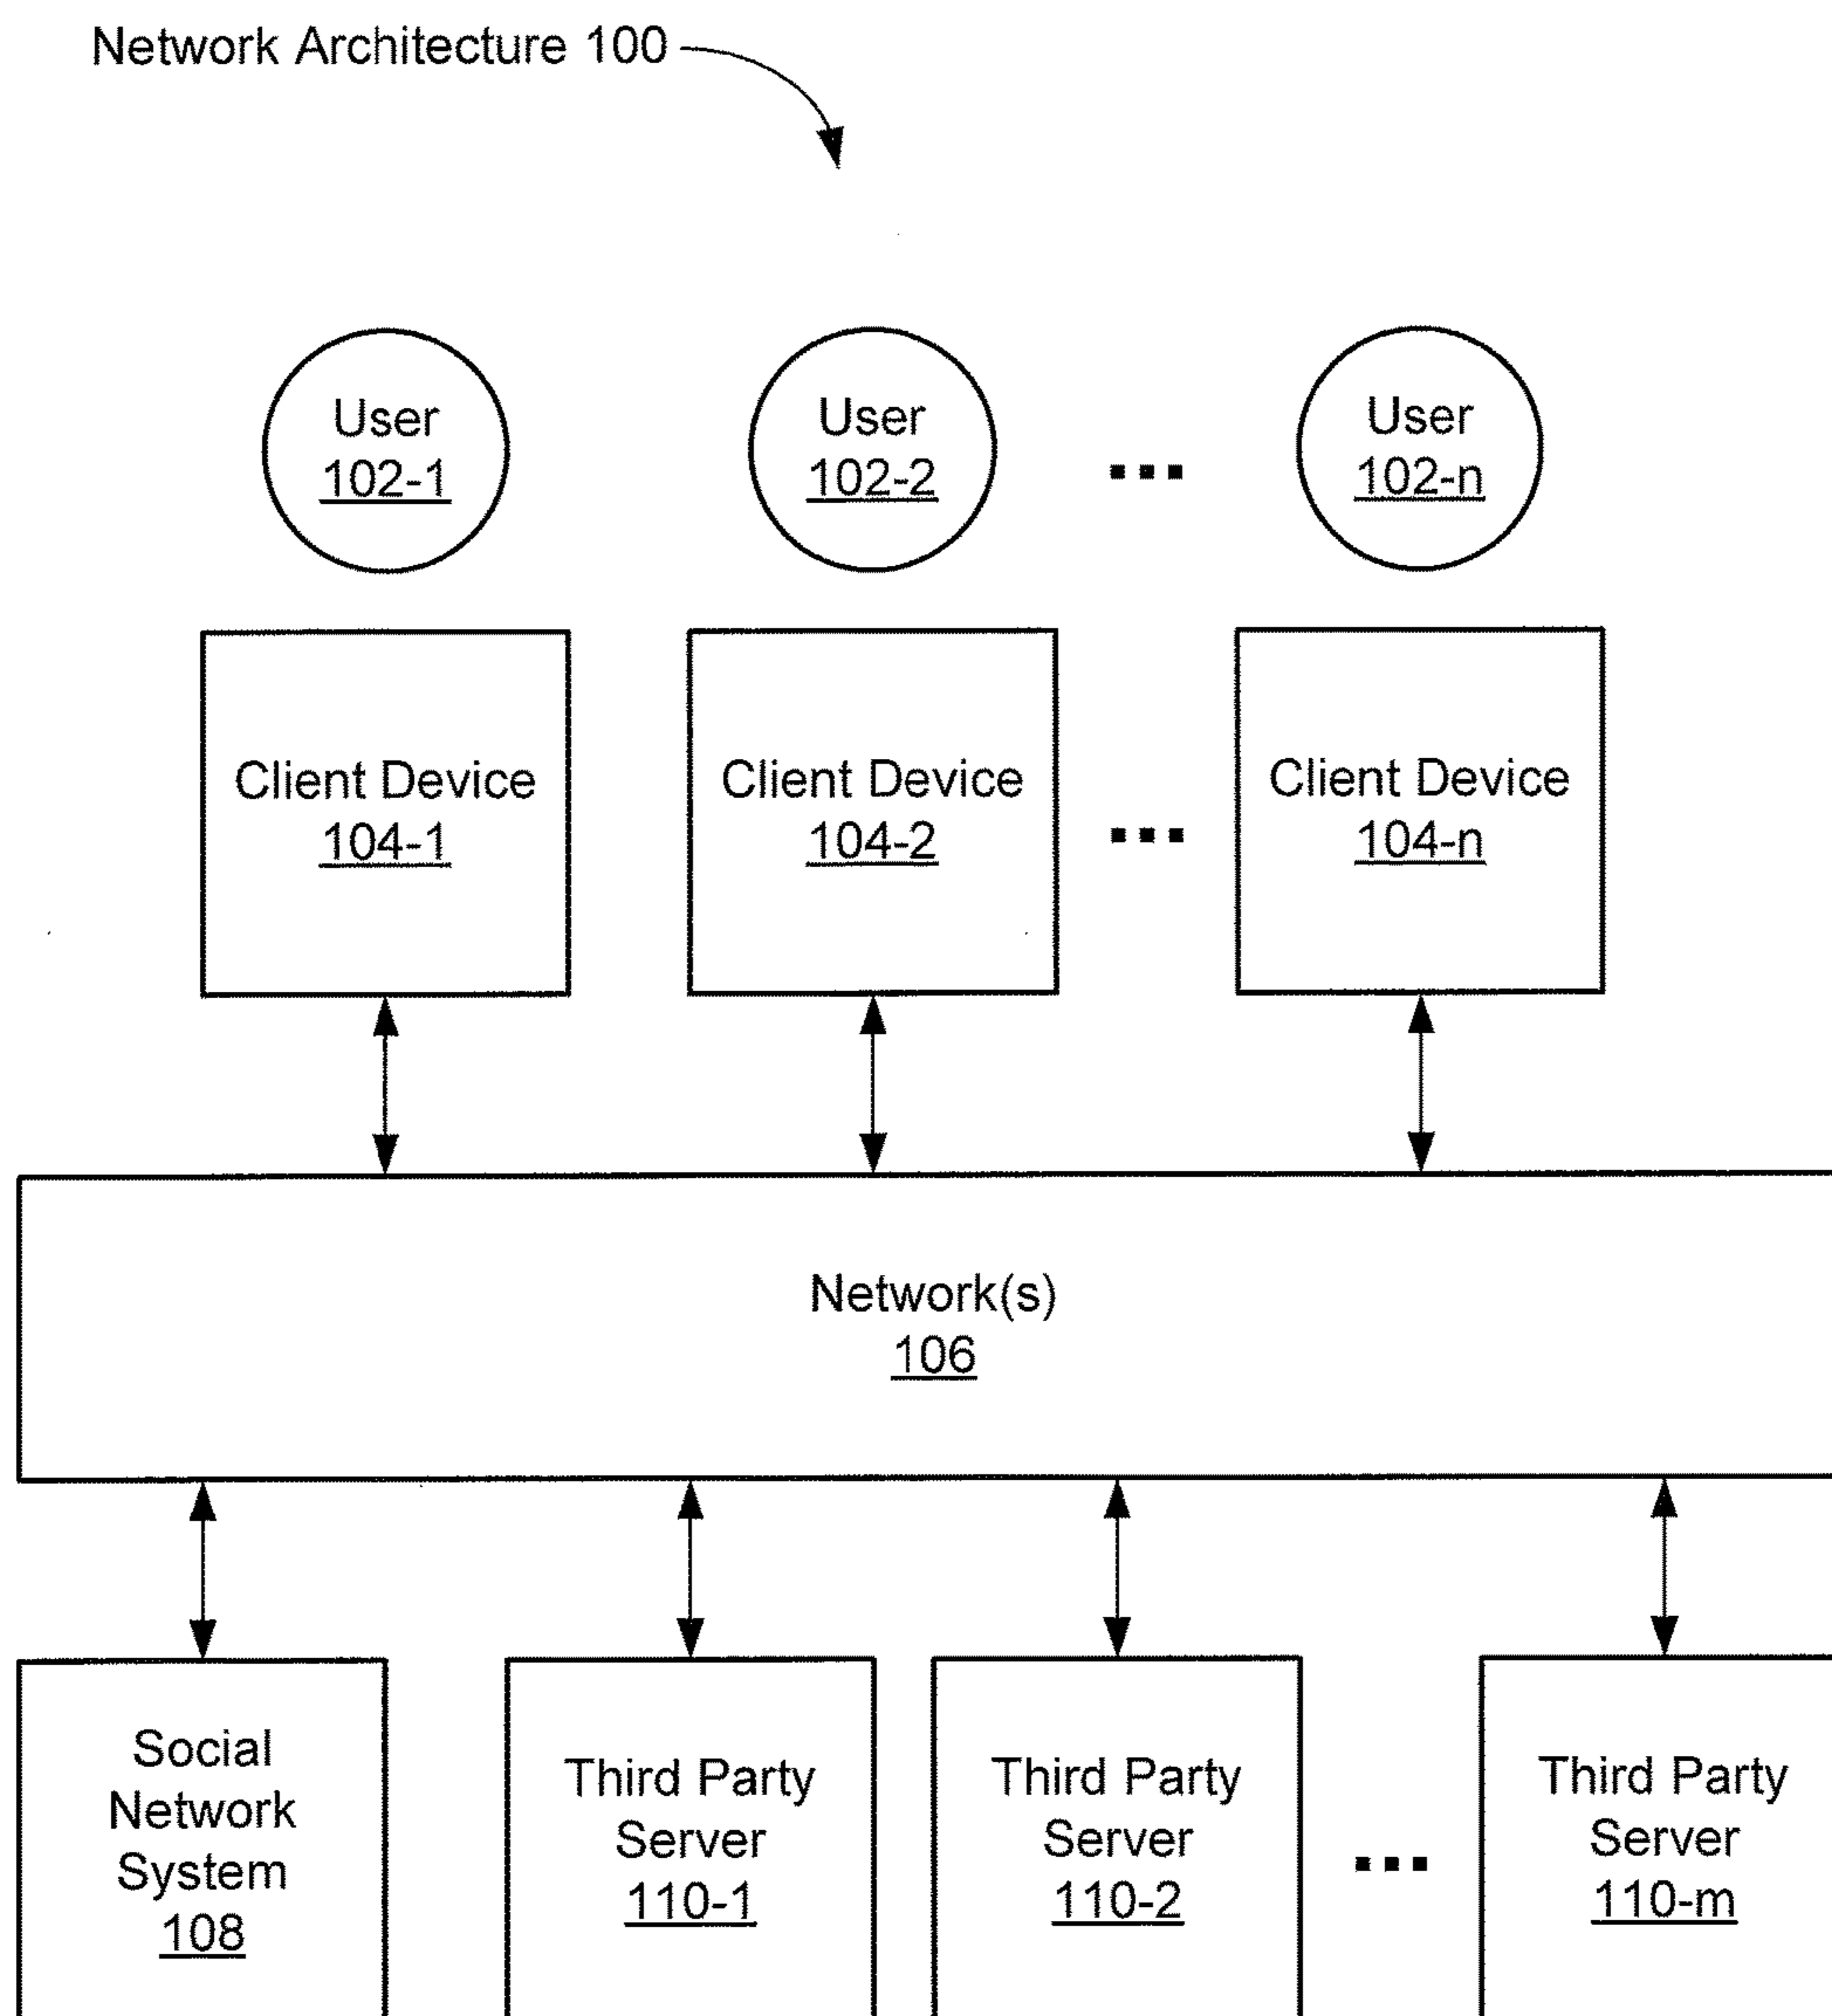 Network Architecture 100
User
102-1
User
102-2
...
User
102-n
Client Device
104-1
Client Device
104-2
...
Client Device
104-n
Network(s)
106
Social
Network
System
108
Third Party
Server
110-1
Third Party
Server
110-2
...
Third Party
Server
110-m